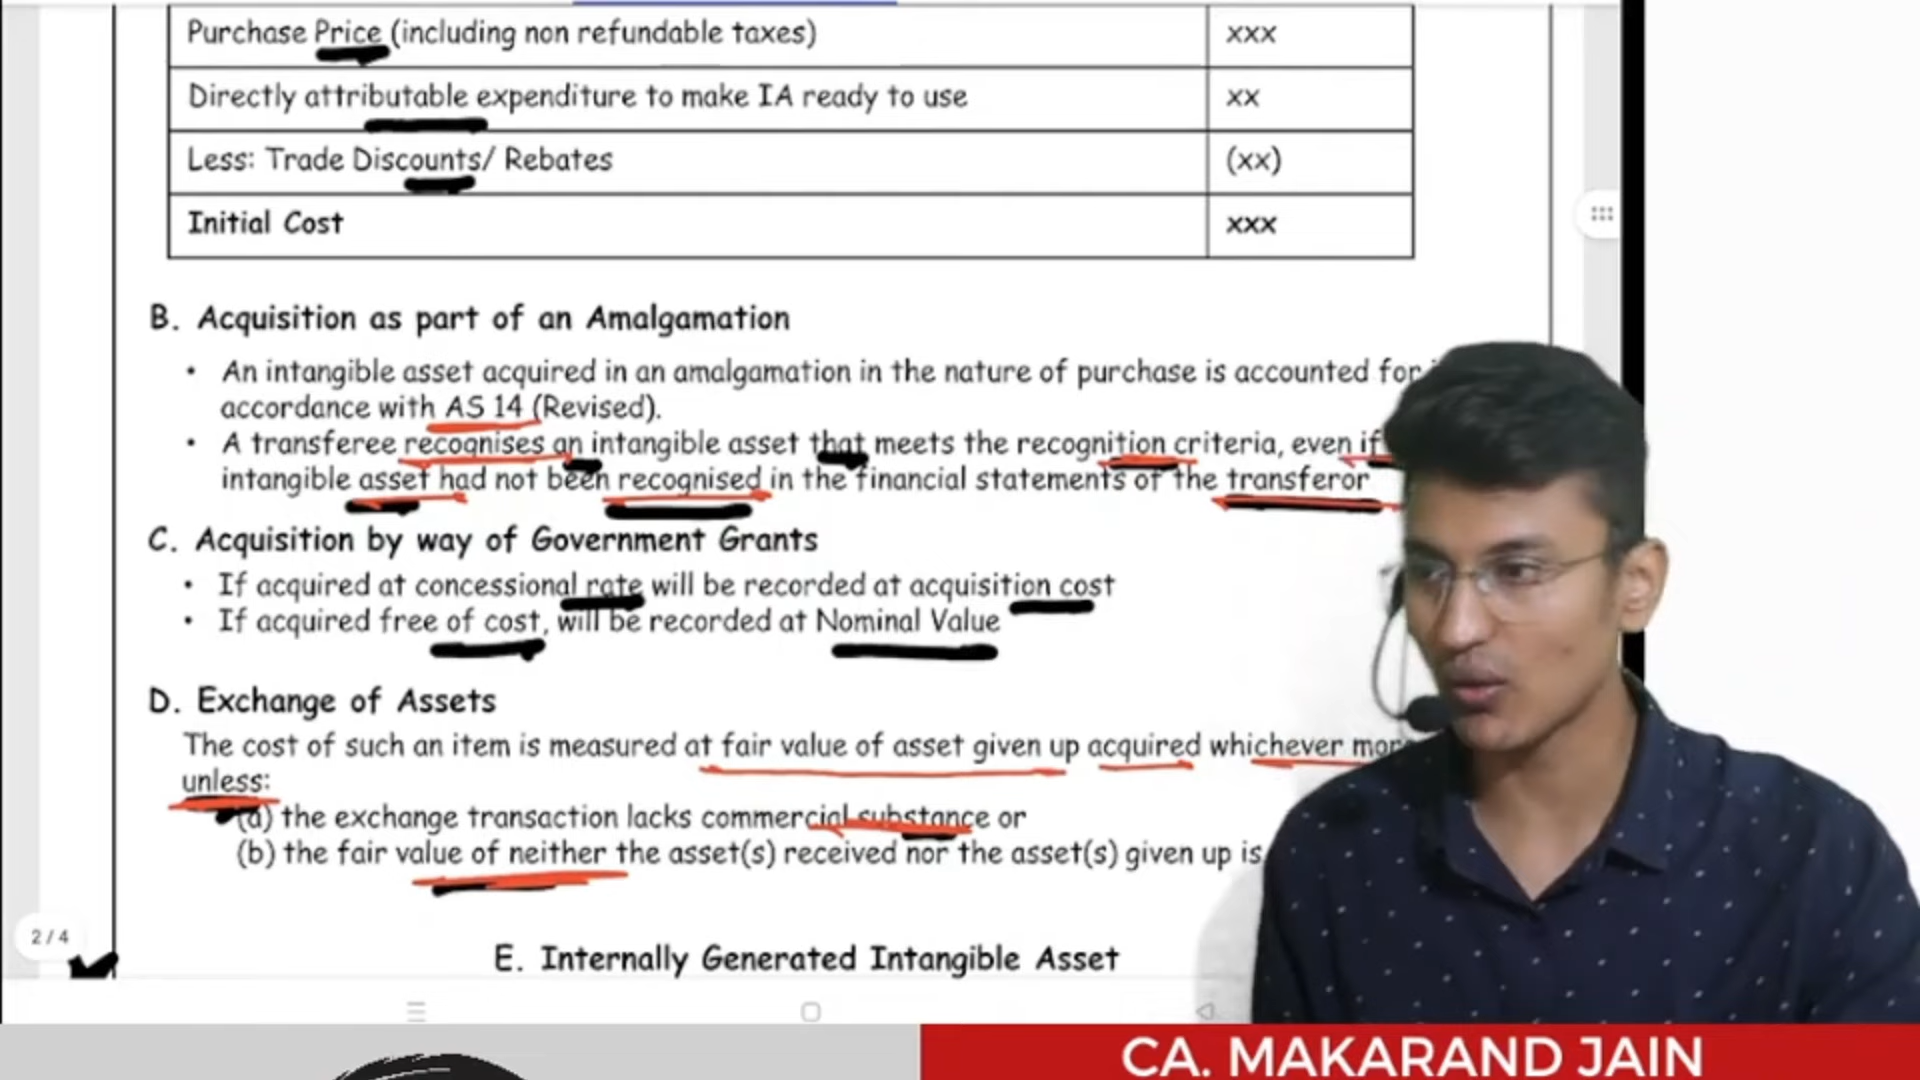 Purchase Price (including non refundable taxes) xxx
Directly attributable expenditure to make IA ready to use xx
Less: Trade Discounts/ Rebates (xx)
Initial Cost xxx
B. Acquisition as part of an Amalgamation
• An intangible asset acquired in an amalgamation in the nature of purchase is accounted for
accordance with AS 14 (Revised).
• A transferee recognises an intangible asset that meets the recognition criteria, even if
intangible asset had not been recognised in the financial statements of the transferor
C. Acquisition by way of Government Grants
• If acquired at concessional rate will be recorded at acquisition cost
• If acquired free of cost, will be recorded at Nominal Value
D. Exchange of Assets
The cost of such an item is measured at fair value of asset given up acquired whichever more
unless:
(a) the exchange transaction lacks commercial substance or
(b) the fair value of neither the asset(s) received nor the asset(s) given up is
2/4
E. Internally Generated Intangible Asset
CA. MAKARAND JAIN